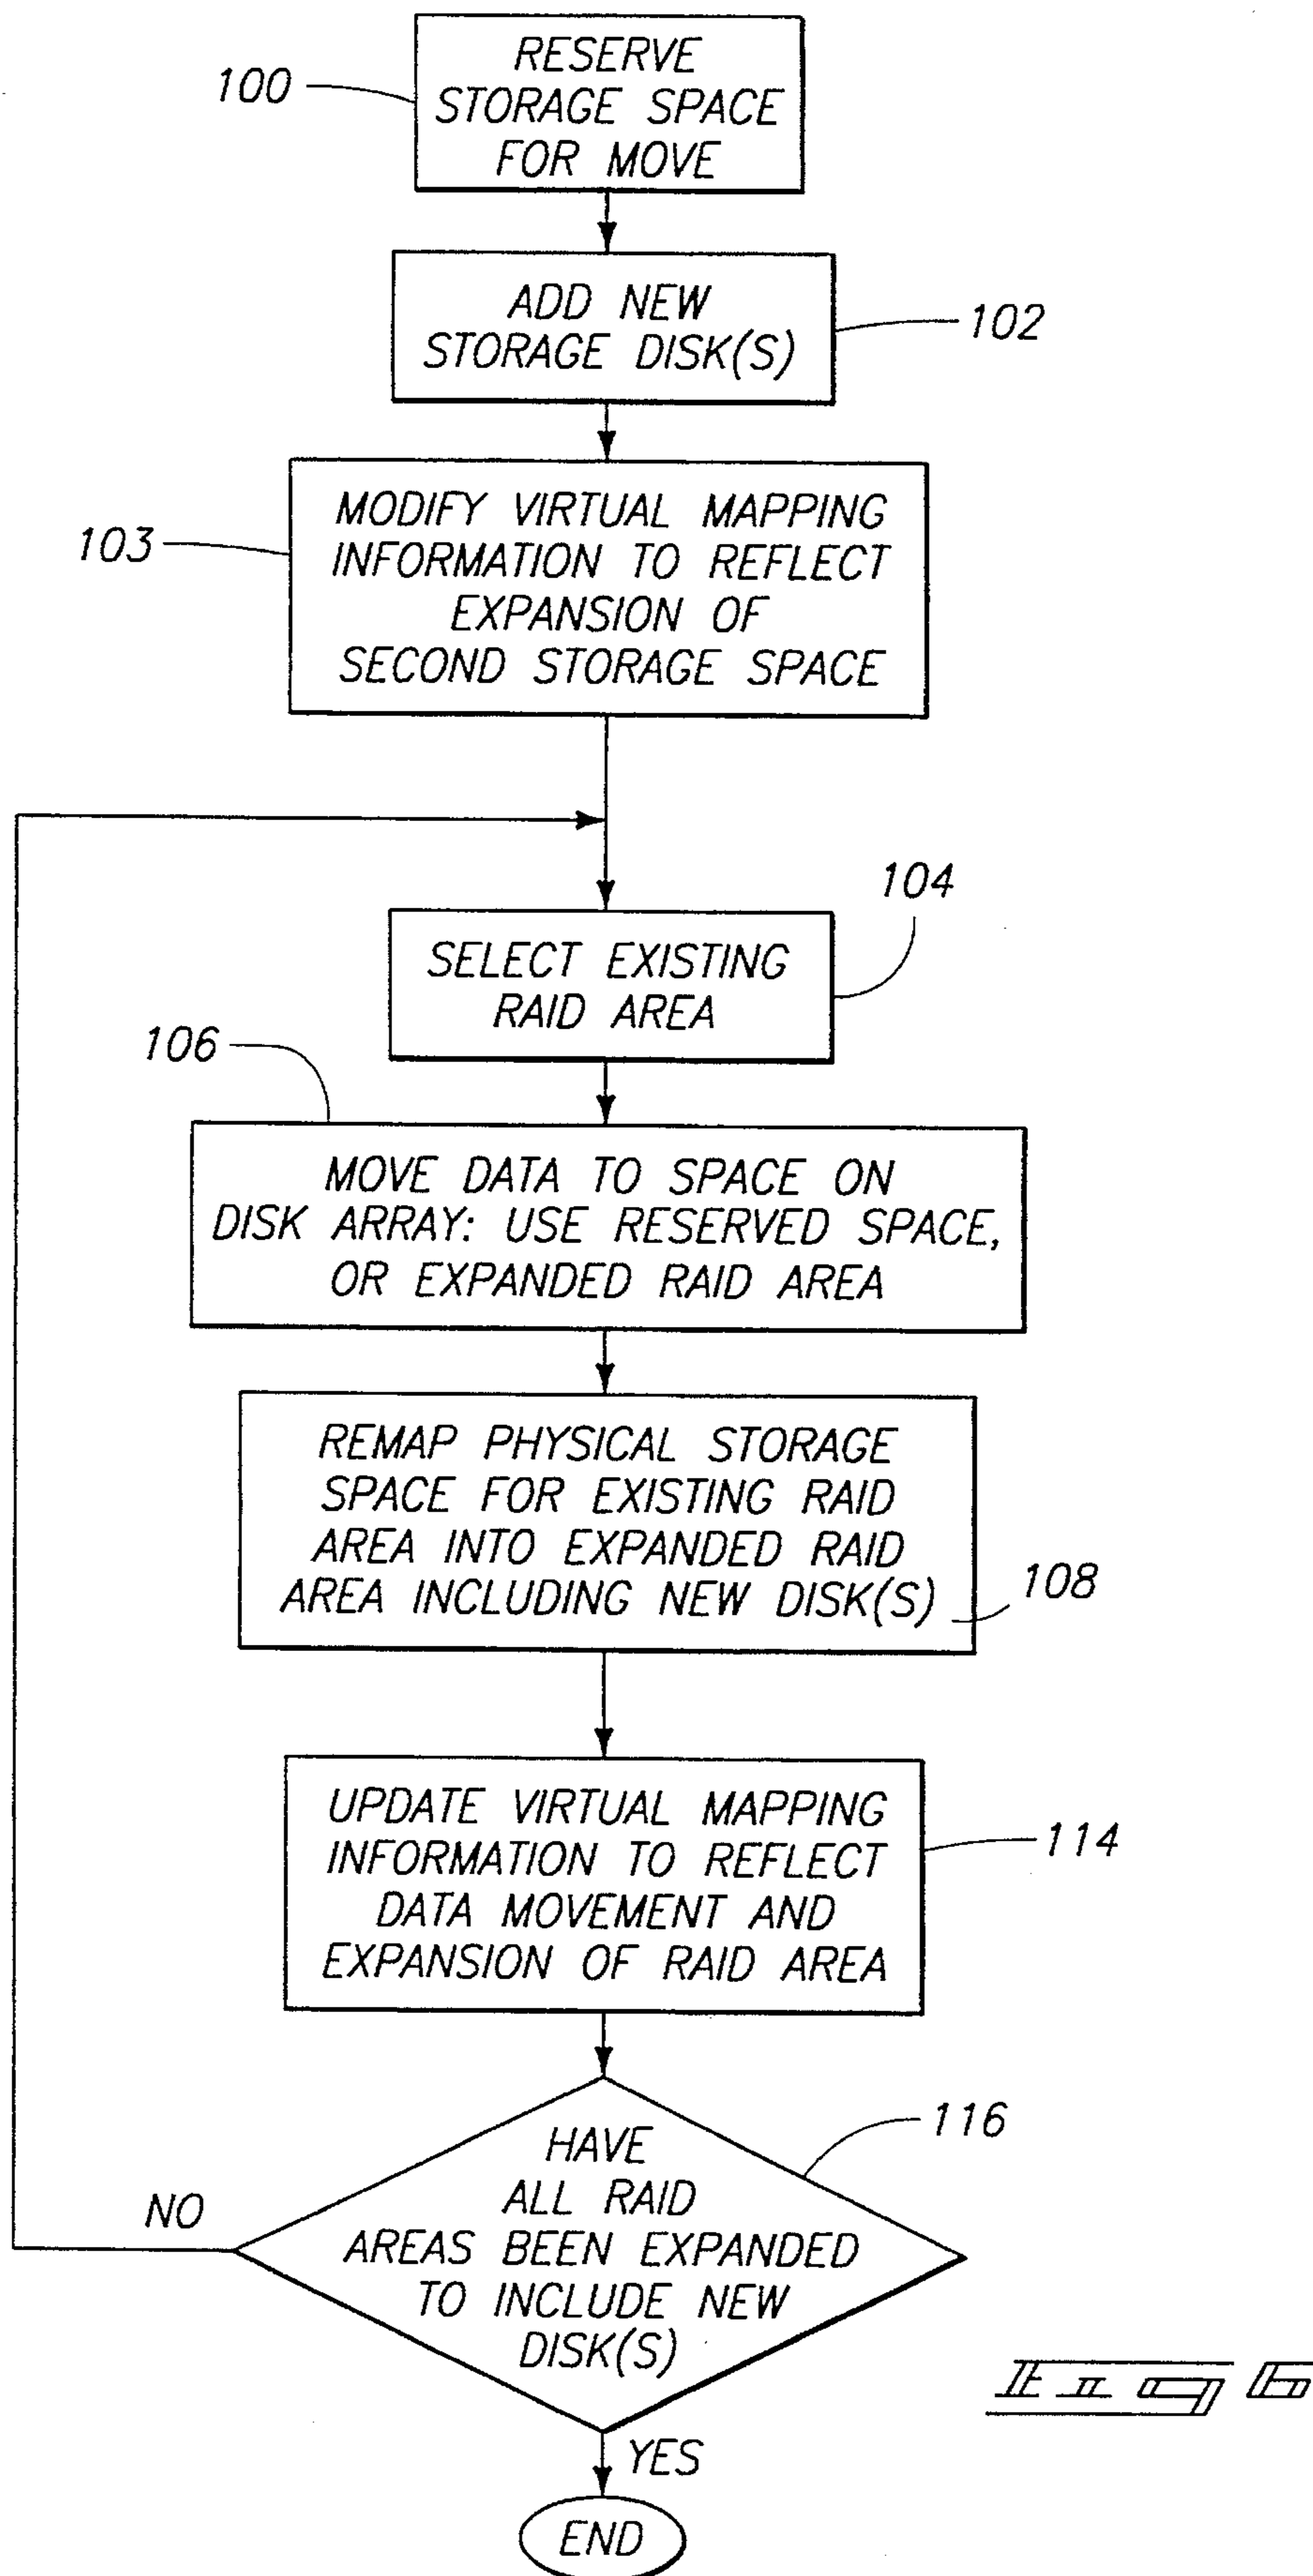 RESERVE
STORAGE SPACE
FOR MOVE
100
ADD NEW
STORAGE DISK(S)
102
MODIFY VIRTUAL MAPPING
INFORMATION TO REFLECT
EXPANSION OF
SECOND STORAGE SPACE
103
SELECT EXISTING
RAID AREA
104
106
MOVE DATA TO SPACE ON
DISK ARRAY: USE RESERVED SPACE,
OR EXPANDED RAID AREA
REMAP PHYSICAL STORAGE
SPACE FOR EXISTING RAID
AREA INTO EXPANDED RAID
AREA INCLUDING NEW DISK(S)
108
UPDATE VIRTUAL MAPPING
INFORMATION TO REFLECT
DATA MOVEMENT AND
EXPANSION OF RAID AREA
114
116
HAVE
ALL RAID
AREAS BEEN EXPANDED
TO INCLUDE NEW
DISK(S)
NO
YES
END
Fig 6